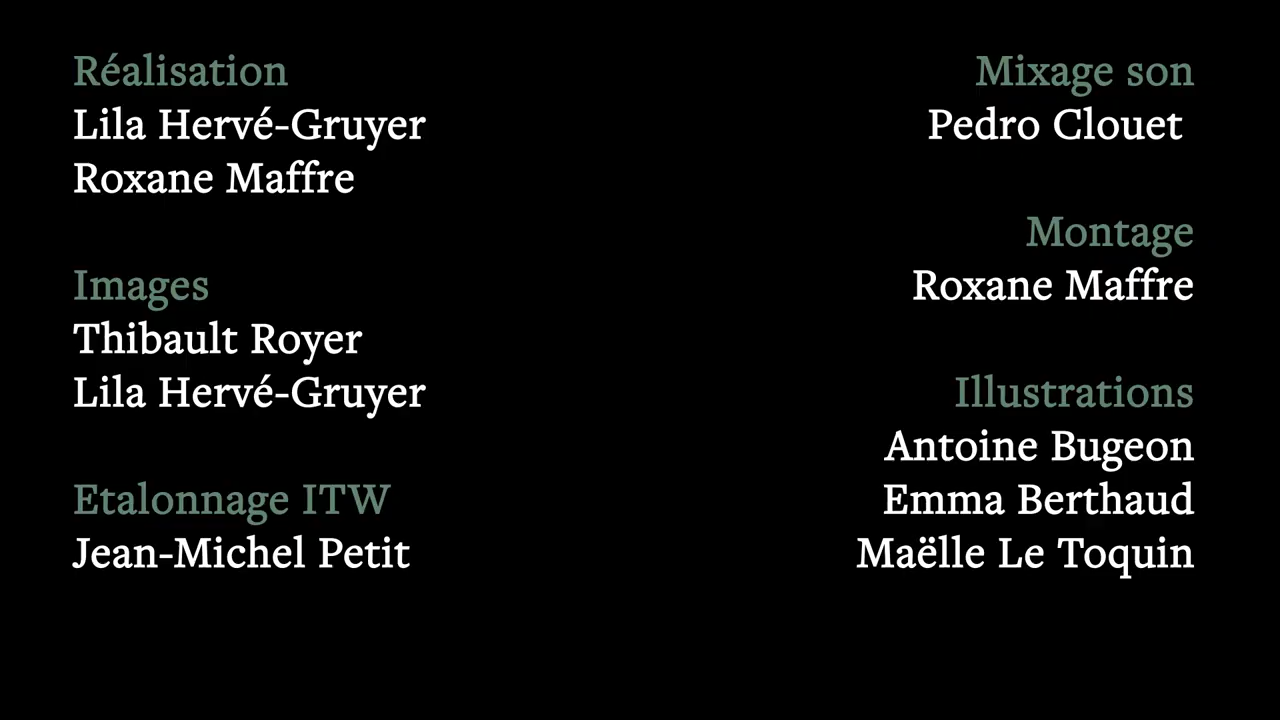 Réalisation
Lila Hervé-Gruyer
Roxane Maffre
Images
Thibault Royer
Lila Hervé-Gruyer
Etalonnage ITW
Jean-Michel Petit
Mixage son
Pedro Clouet
Montage
Roxane Maffre
Illustrations
Antoine Bugeon
Emma Berthaud
Maëlle Le Toquin